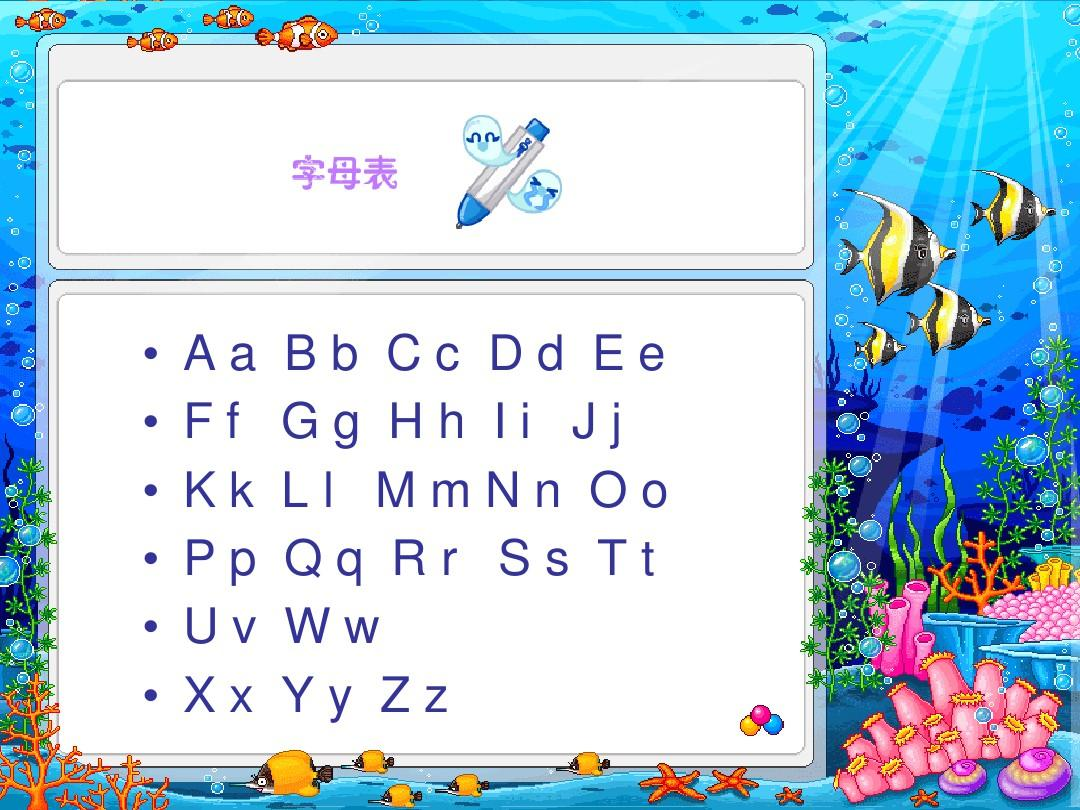 字母表
• A a B b C c D d E e
• F f G g H h I i J j
• K k L l M m N n O o
• P p Q q R r S s T t
• U v W w
• X x Y y Z z